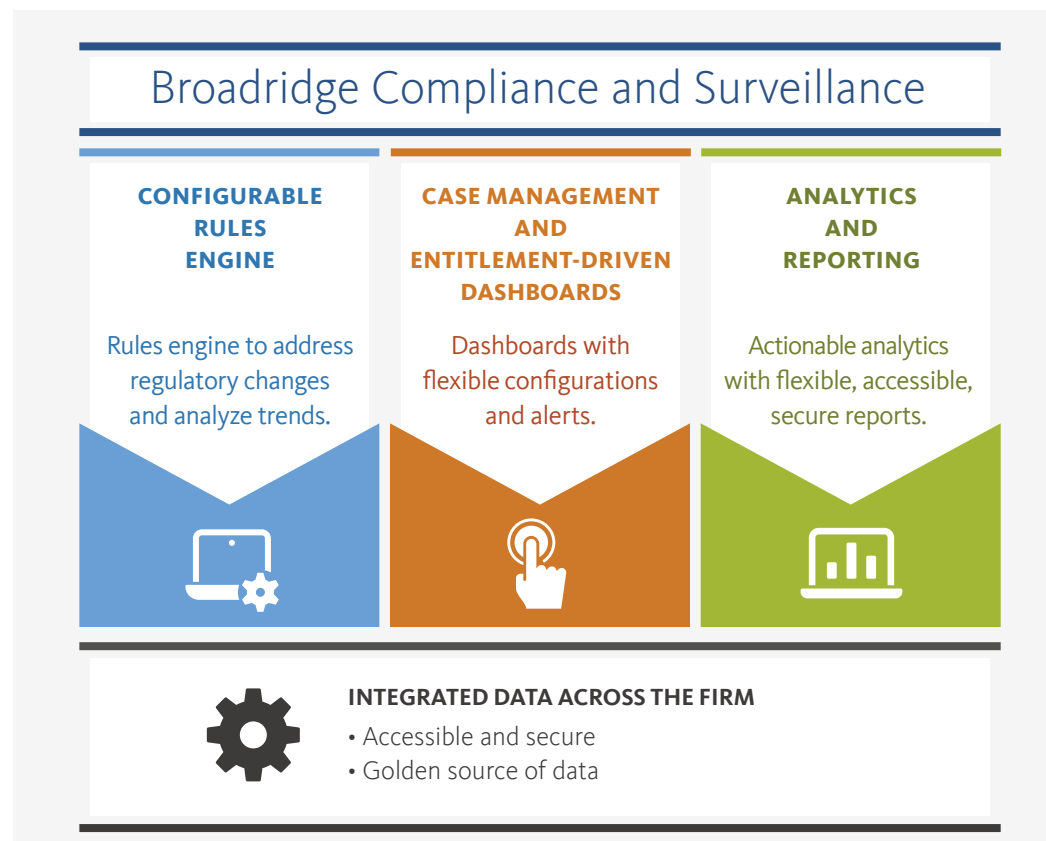 Broadridge Compliance and Surveillance
CONFIGURABLE
RULES
ENGINE
Rules engine to address
regulatory changes
and analyze trends.
CASE MANAGEMENT
AND
ENTITLEMENT-DRIVEN
DASHBOARDS
Dashboards with
flexible configurations
and alerts.
ANALYTICS
AND
REPORTING
Actionable analytics
with flexible, accessible,
secure reports.
INTEGRATED DATA ACROSS THE FIRM
• Accessible and secure
• Golden source of data